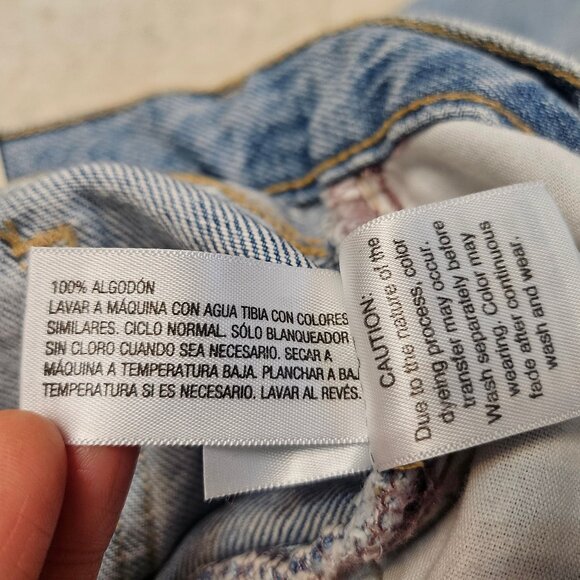 100% ALGODÓN
LAVAR A MÁQUINA CON AGUA TIBIA CON COLORES
SIMILARES. CICLO NORMAL. SÓLO BLANQUEADOR
SIN CLORO CUANDO SEA NECESARIO. SECAR A
MÁQUINA A TEMPERATURA BAJA. PLANCHAR A BAJ
TEMPERATURA SI ES NECESARIO. LAVAR AL REVÉS.
CAUTION:
Due to the nature of the
dyeing process, color
transfer may occur.
Wash separately before
wearing. Color may
fade after continuous
wash and wear.